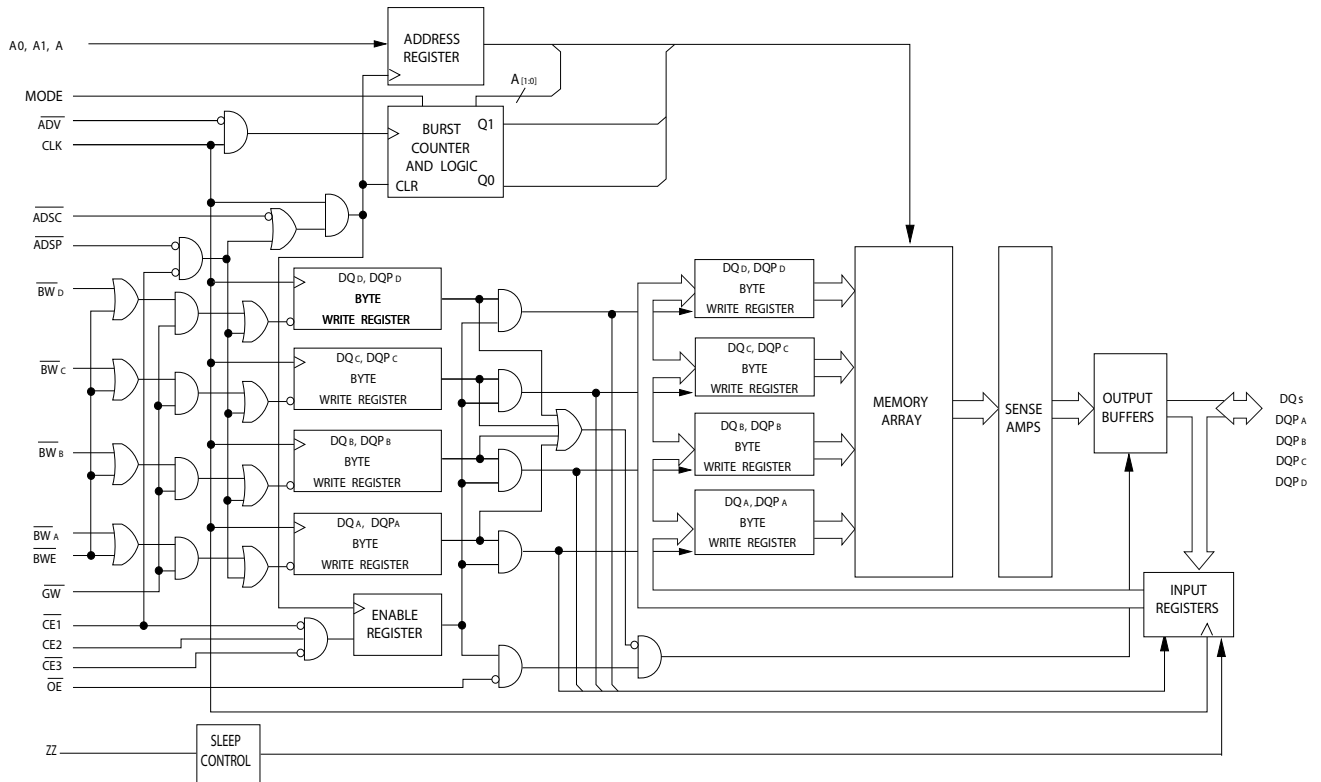 A0, A1, A
ADDRESS
REGISTER
A [1:0]
MODE
ADV
CLK
BURST
COUNTER
AND LOGIC
CLR
Q1
Q0
ADSC
ADSP
BW D
BW C
BW B
BW A
BWE
GW
CE1
CE2
CE3
OE
ZZ
SLEEP
CONTROL
DQ D, DQP D
BYTE
WRITE REGISTER
DQ C, DQP C
BYTE
WRITE REGISTER
DQ B, DQP B
BYTE
WRITE REGISTER
DQ A, DQP A
BYTE
WRITE REGISTER
ENABLE
REGISTER
DQ D, DQP D
BYTE
WRITE REGISTER
DQ C, DQP C
BYTE
WRITE REGISTER
DQ B, DQP B
BYTE
WRITE REGISTER
DQ A, DQP A
BYTE
WRITE REGISTER
MEMORY
ARRAY
SENSE
AMPS
OUTPUT
BUFFERS
INPUT
REGISTERS
DQ s
DQP A
DQP B
DQP C
DQP D